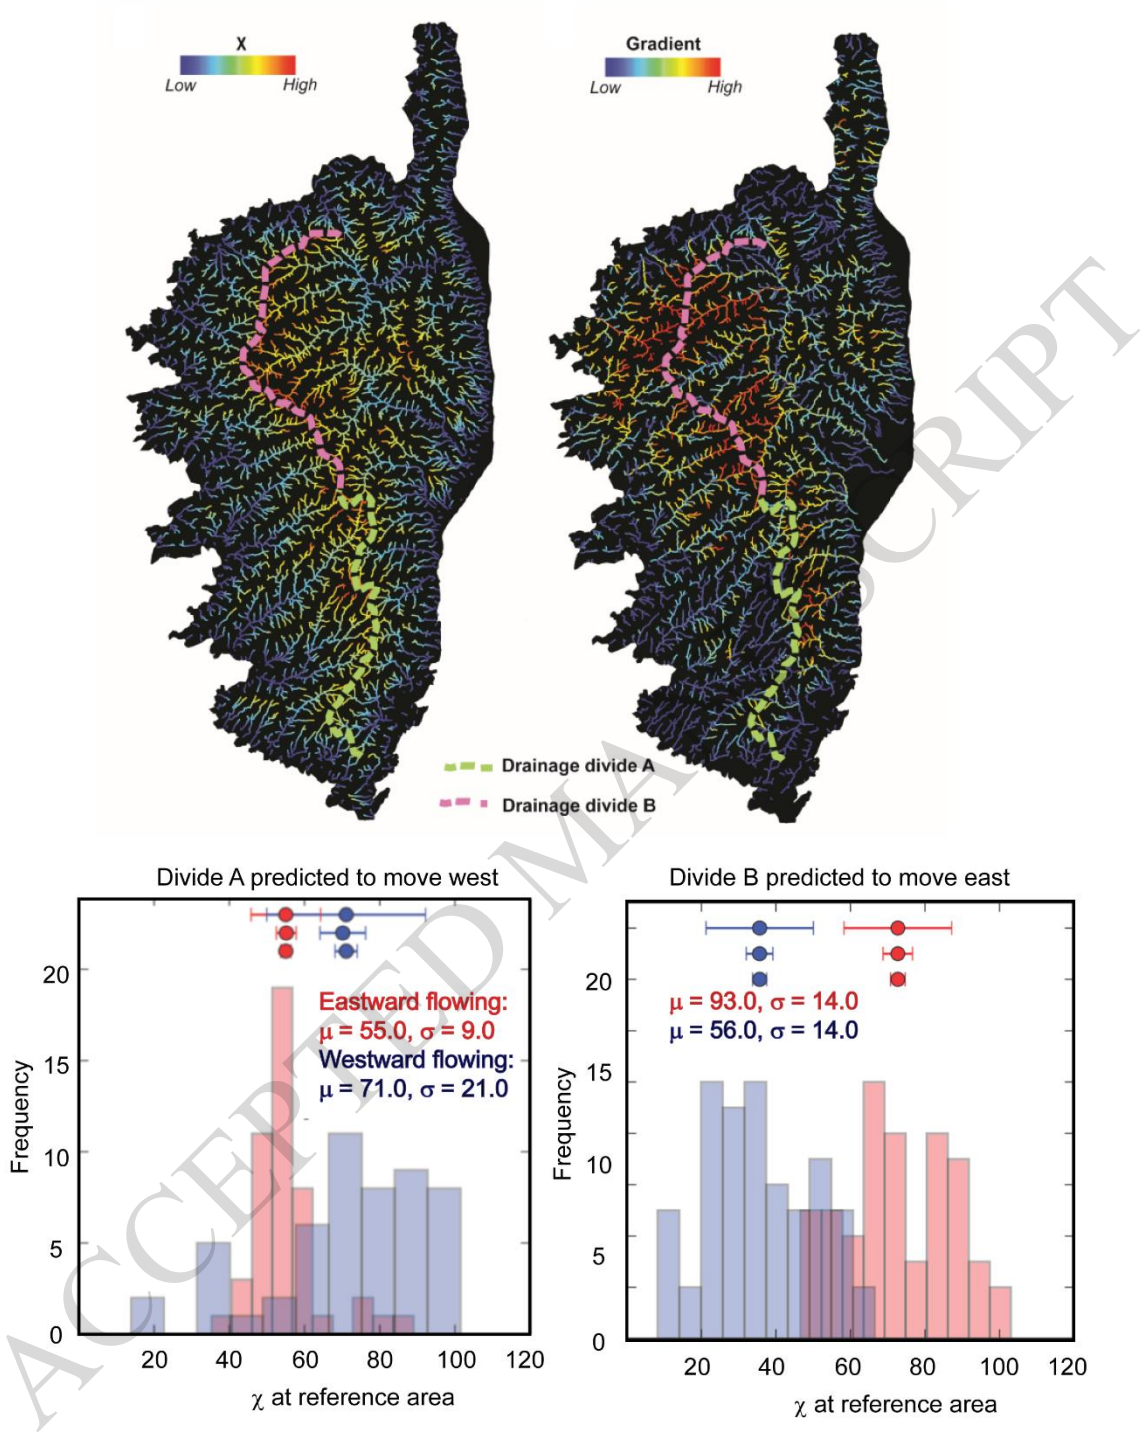 X
Low High
Gradient
Low High
Drainage divide A
Drainage divide B
ACCEPTED MANUSCRIPT
Divide A predicted to move west
Eastward flowing:
μ = 55.0, σ = 9.0
Westward flowing:
μ = 71.0, σ = 21.0
Frequency
20
15
10
5
0
20 40 60 80 100 120
χ at reference area
Divide B predicted to move east
μ = 93.0, σ = 14.0
μ = 56.0, σ = 14.0
Frequency
20
15
10
5
0
20 40 60 80 100 120
χ at reference area